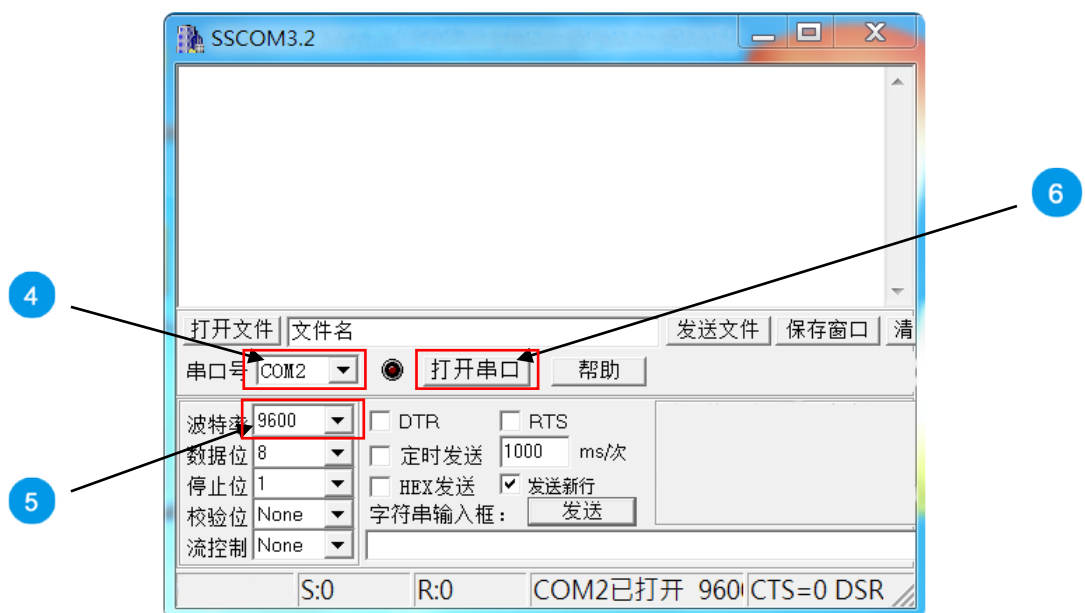 SSCOM3.2
6
4
打开文件 文件名 发送文件 保存窗口 清
串口号 COM2 打开串口 帮助
波特率 9600 DTR RTS
数据位 8 定时发送 1000 ms/次
5
停止位 1 HEX发送 发送新行
校验位 None 字符串输入框: 发送
流控制 None
S:0 R:0 COM2已打开 960 CTS=0 DSR